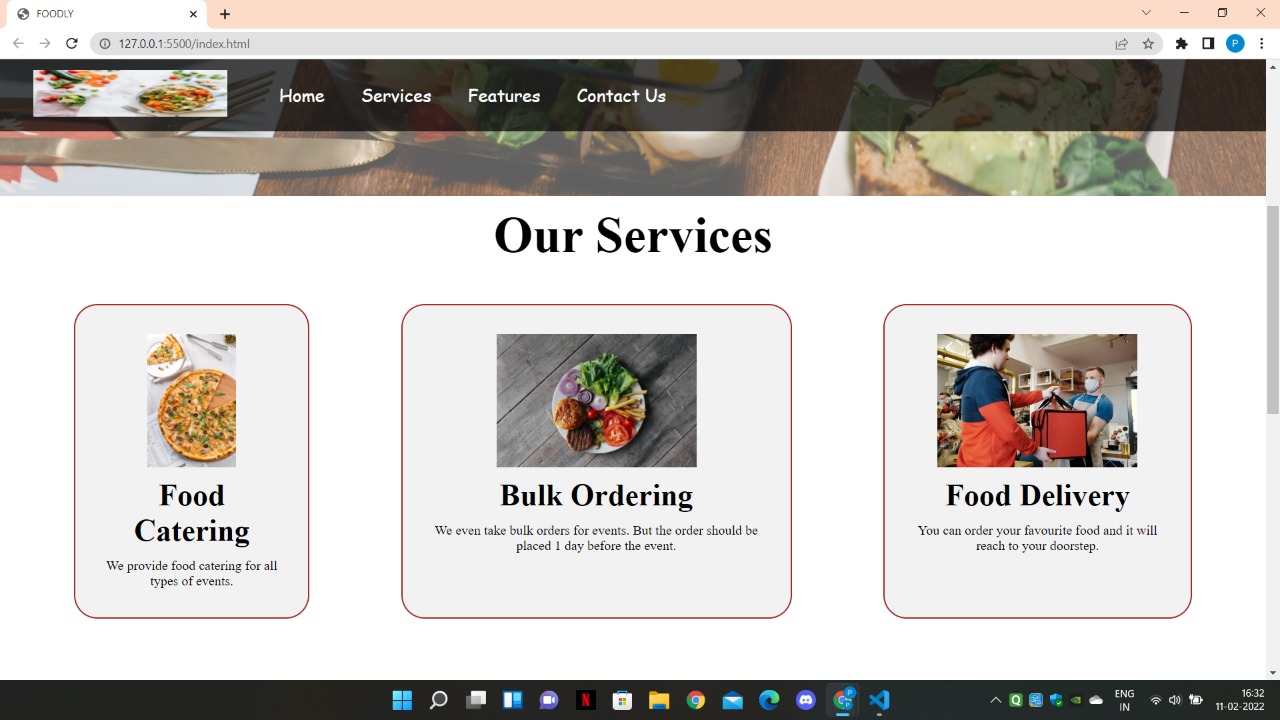 FOODLY
127.0.0.1:5500/index.html
P
Home Services Features Contact Us
Our Services
Food
Catering
We provide food catering for all
types of events.
Bulk Ordering
We even take bulk orders for events. But the order should be
placed 1 day before the event.
Food Delivery
You can order your favourite food and it will
reach to your doorstep.
ENG
IN
16:32
11-02-2022